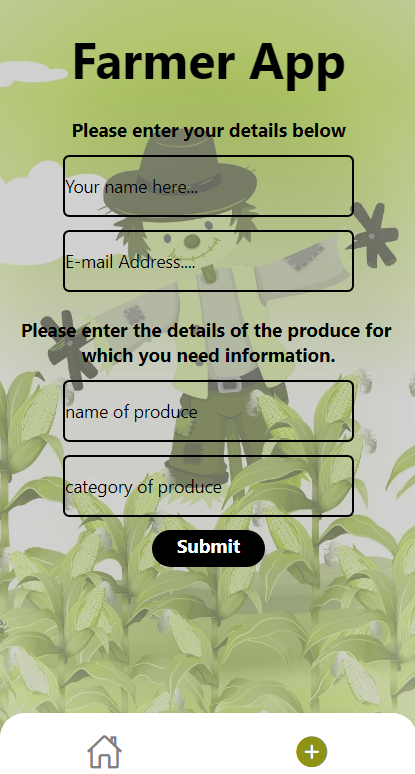 Farmer App
Please enter your details below
Your name here...
E-mail Address....
Please enter the details of the produce for
which you need information.
name of produce
category of produce
Submit